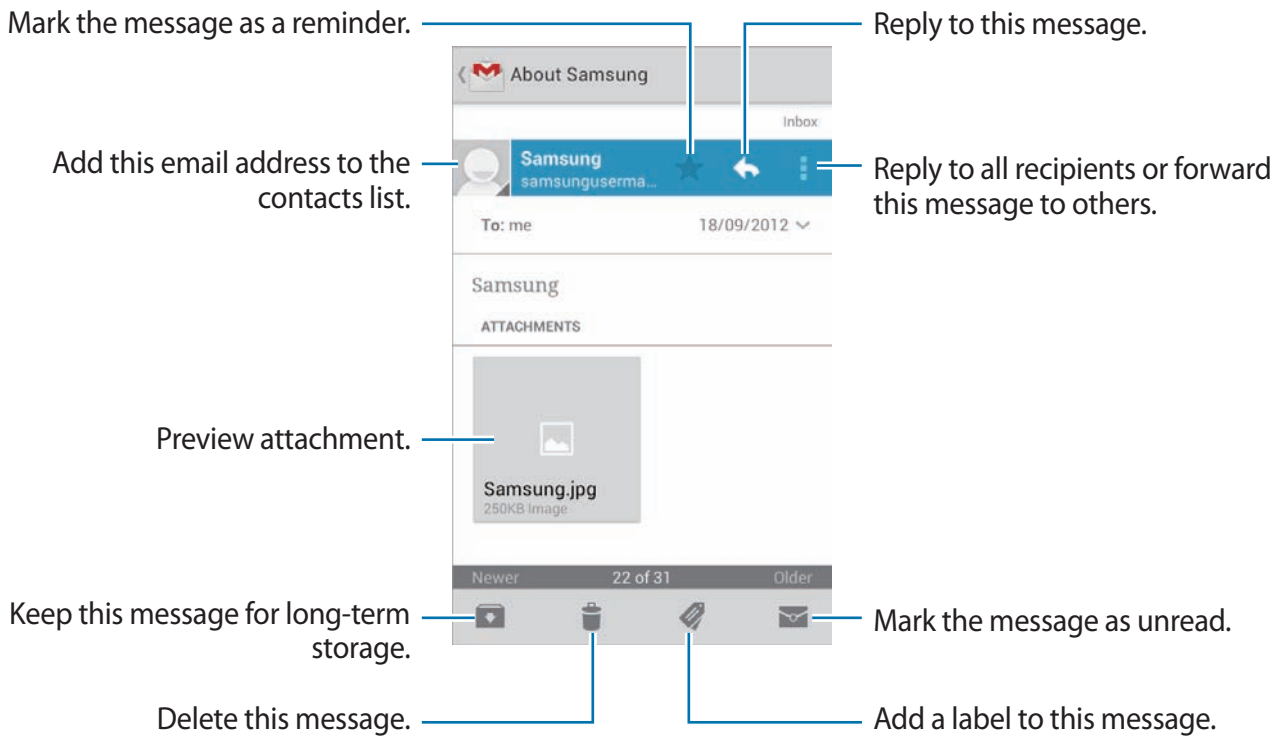 Mark the message as a reminder.
Reply to this message.
About Samsung
Inbox
Add this email address to the
contacts list.
Samsung
samsunguserma...
Reply to all recipients or forward
this message to others.
To: me
18/09/2012
Samsung
ATTACHMENTS
Preview attachment.
Samsung.jpg
250KB Image
Newer
22 of 31
Older
Keep this message for long-term
storage.
Mark the message as unread.
Delete this message.
Add a label to this message.